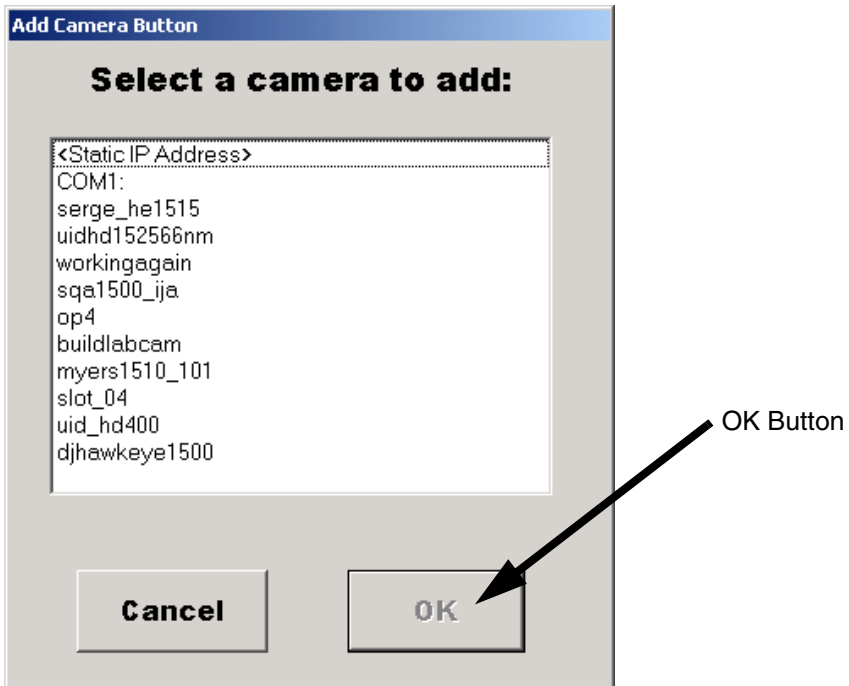 Add Camera Button
Select a camera to add:
<Static IP Address>
COM1:
serge_he1515
uidhd152566nm
workingagain
sqa1500_ija
op4
buildlabcam
myers1510_101
slot_04
uid_hd400
djhawkeye1500
OK Button
Cancel
OK